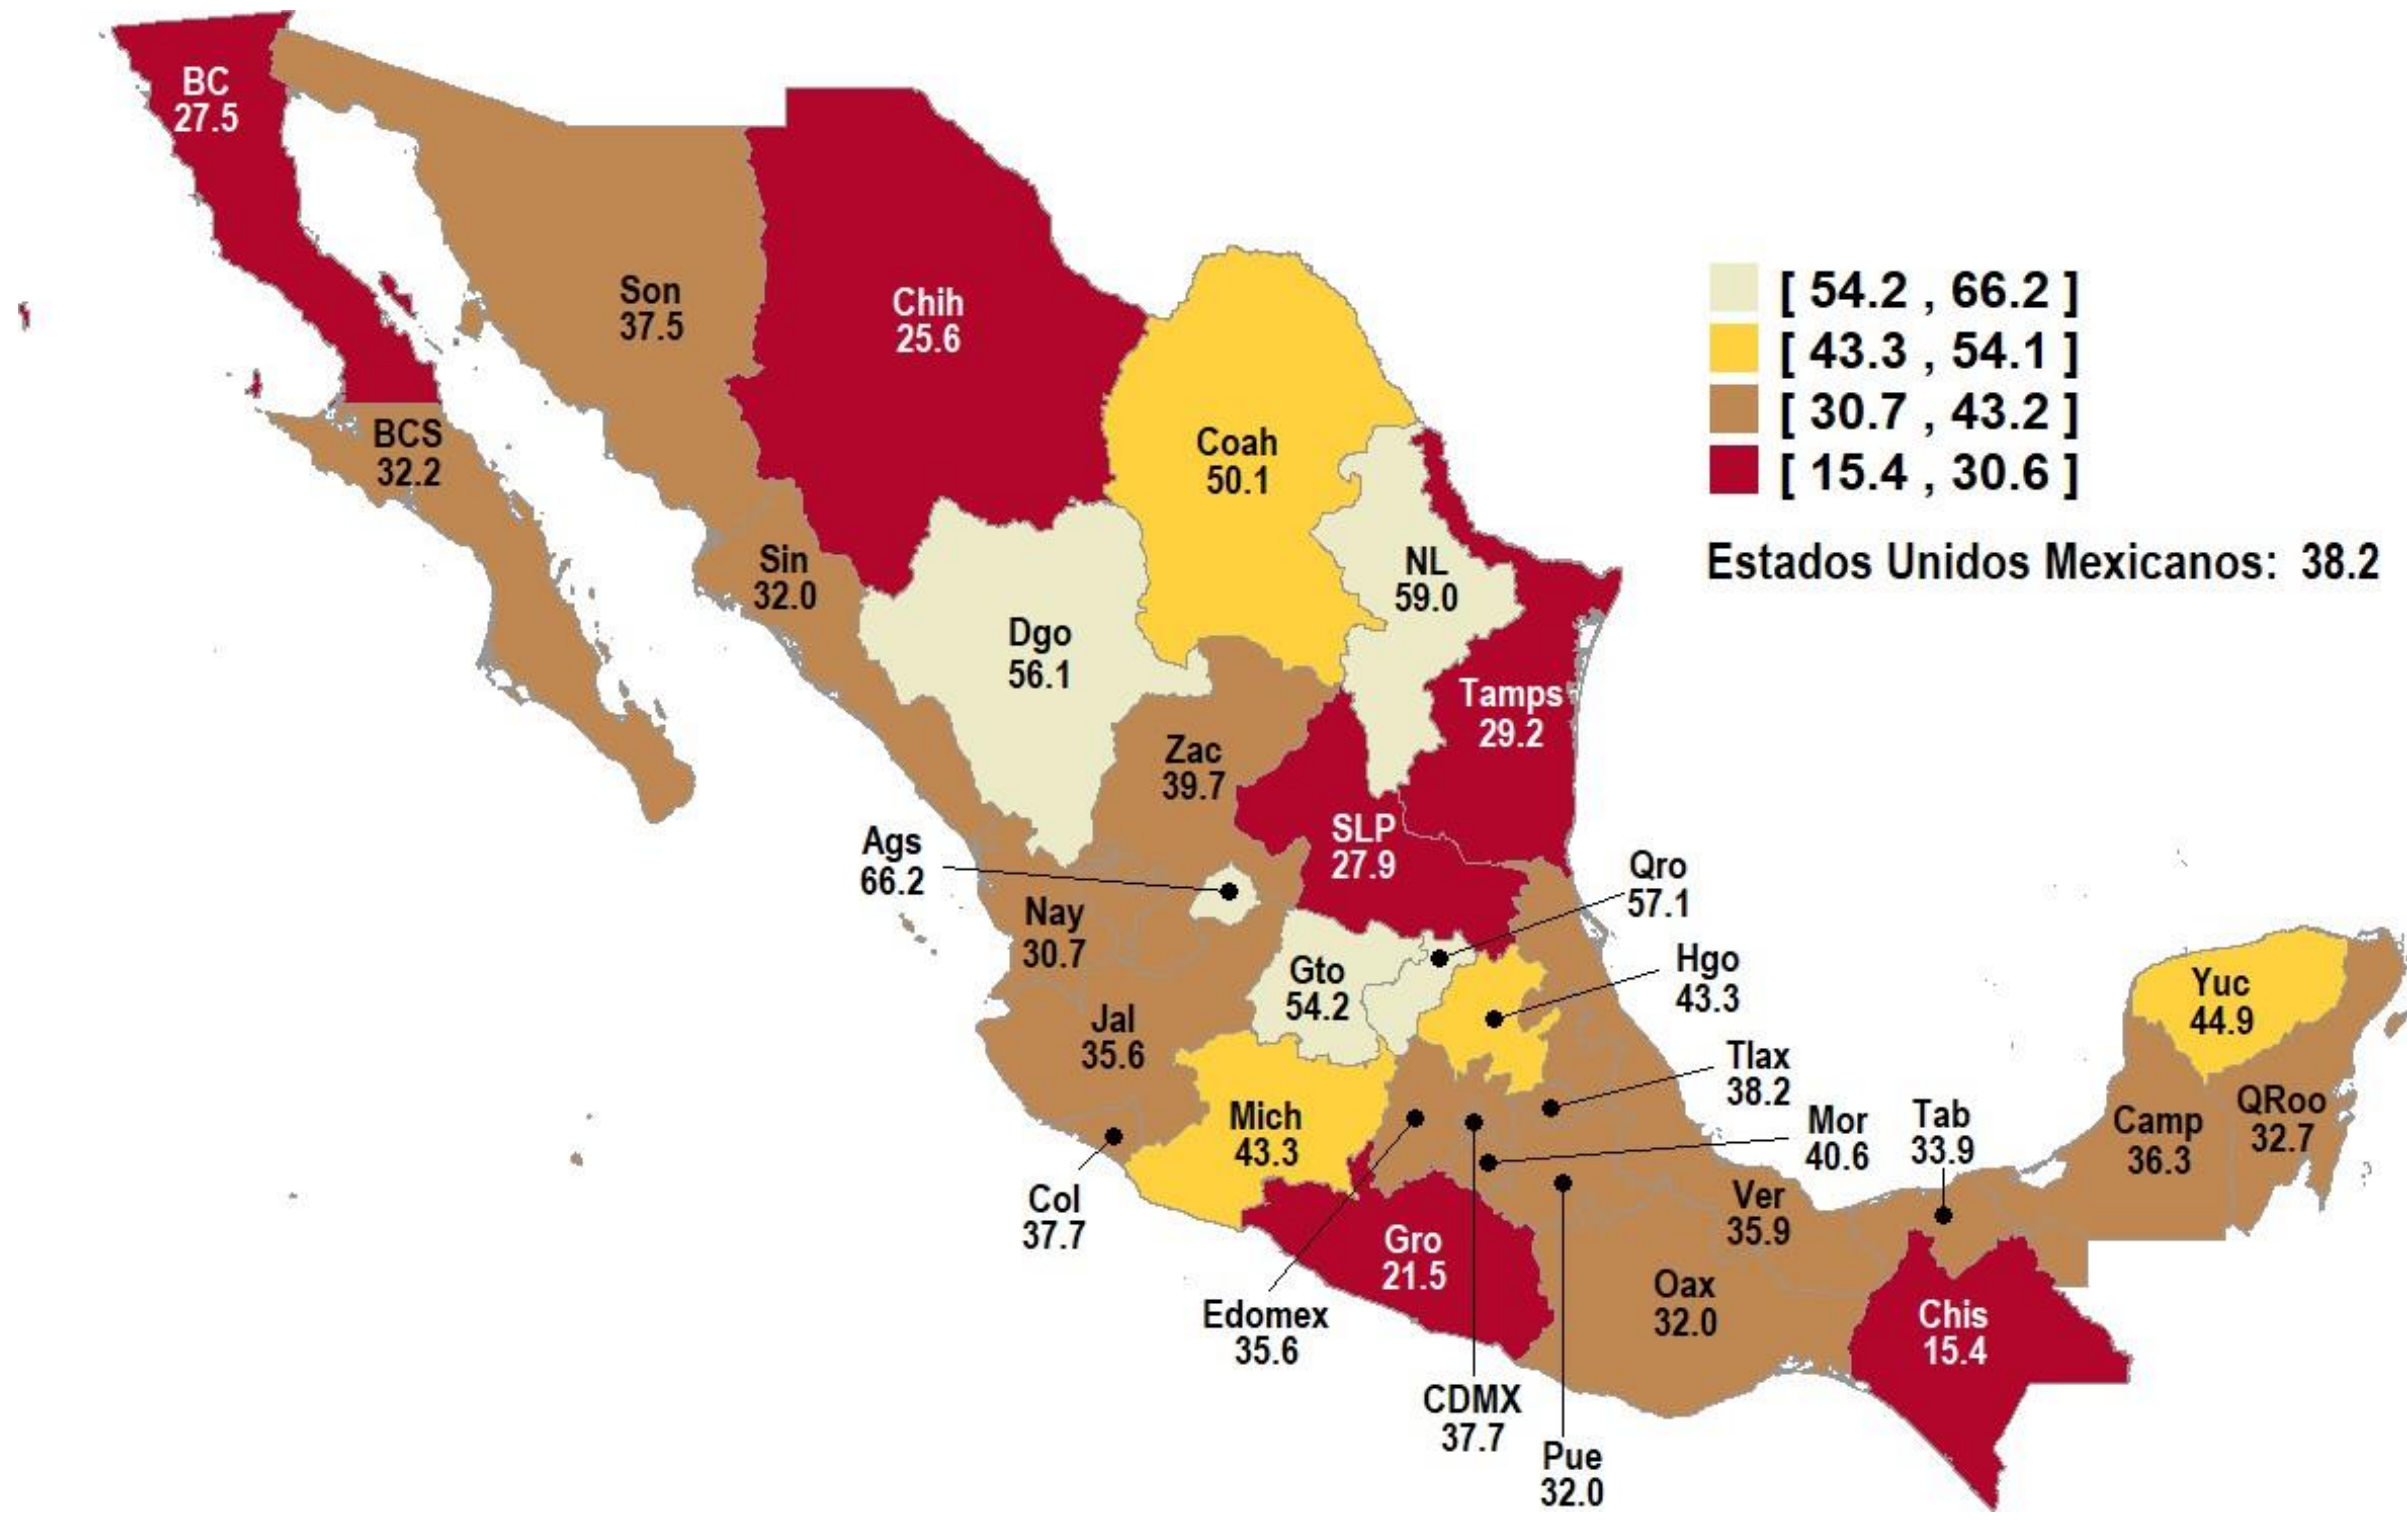 BC
27.5
Son
37.5
Chih
25.6
BCS
32.2
Coah
50.1
[ 54.2 , 66.2 ]
[ 43.3 , 54.1 ]
[ 30.7 , 43.2 ]
[ 15.4 , 30.6 ]
Estados Unidos Mexicanos: 38.2
Sin
32.0
NL
59.0
Dgo
56.1
Tamps
29.2
Zac
39.7
SLP
27.9
Ags
66.2
Qro
57.1
Nay
30.7
Gto
54.2
Hgo
43.3
Yuc
44.9
Jal
35.6
Tlax
38.2
Mich
43.3
Mor
40.6
Tab
33.9
Camp
36.3
QRoo
32.7
Col
37.7
Ver
35.9
Gro
21.5
Oax
32.0
Edomex
35.6
Chis
15.4
CDMX
37.7
Pue
32.0